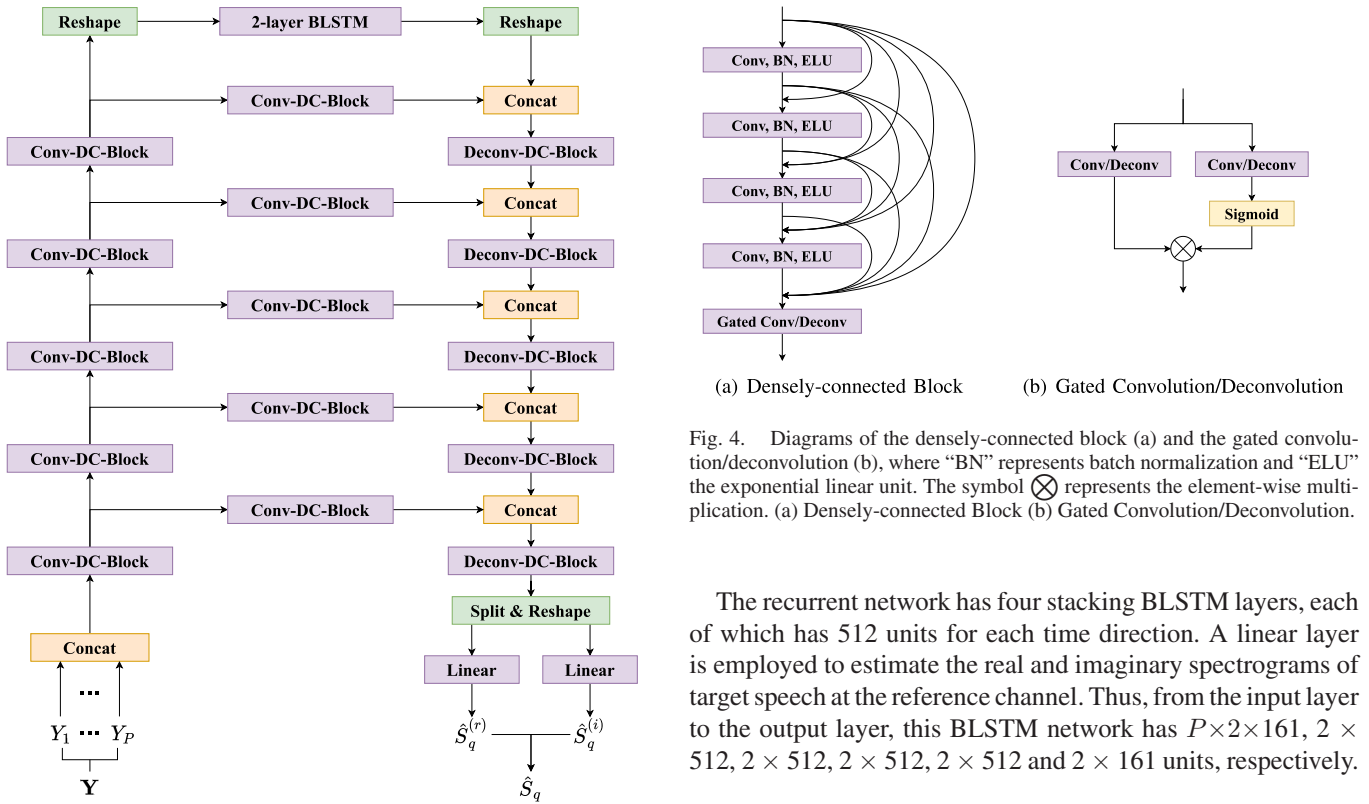 Reshape
2-layer BLSTM
Reshape
Conv-DC-Block
Concat
Conv-DC-Block
Deconv-DC-Block
Conv-DC-Block
Concat
Conv-DC-Block
Deconv-DC-Block
Conv-DC-Block
Concat
Conv-DC-Block
Deconv-DC-Block
Conv-DC-Block
Concat
Conv-DC-Block
Deconv-DC-Block
Conv-DC-Block
Concat
Conv-DC-Block
Deconv-DC-Block
Split & Reshape
Concat
Linear
Linear
Y_1 ... Y_P
Ŝ_q^{(r)}
Ŝ_q^{(i)}
Y
Ŝ_q
Conv, BN, ELU
Conv, BN, ELU
Conv, BN, ELU
Conv, BN, ELU
Gated Conv/Deconv
(a) Densely-connected Block
Conv/Deconv
Conv/Deconv
Sigmoid
(b) Gated Convolution/Deconvolution
Fig. 4. Diagrams of the densely-connected block (a) and the gated convolu-
tion/deconvolution (b), where “BN” represents batch normalization and “ELU”
the exponential linear unit. The symbol ⊗ represents the element-wise multi-
plication. (a) Densely-connected Block (b) Gated Convolution/Deconvolution.
The recurrent network has four stacking BLSTM layers, each
of which has 512 units for each time direction. A linear layer
is employed to estimate the real and imaginary spectrograms of
target speech at the reference channel. Thus, from the input layer
to the output layer, this BLSTM network has P×2×161, 2 ×
512, 2 × 512, 2 × 512, 2 × 512 and 2 × 161 units, respectively.